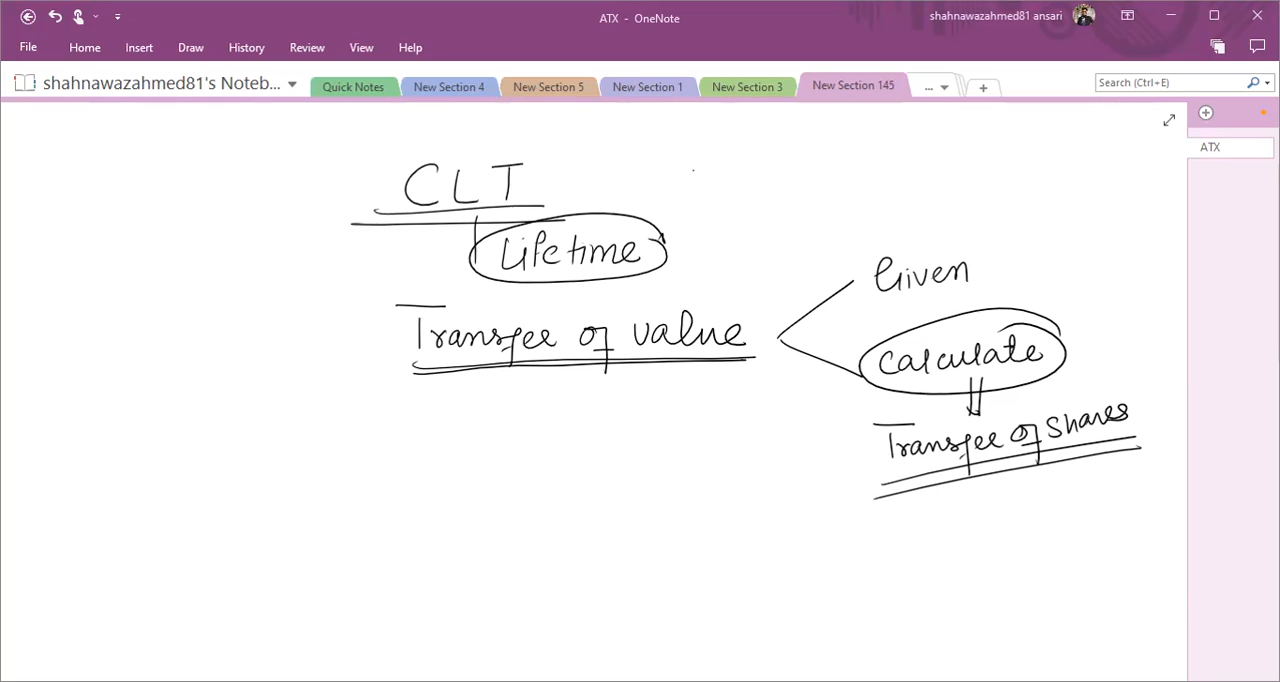 ATX - OneNote
shahnawazahmed81 ansari
File Home Insert Draw History Review View Help
shahnawazahmed81's Noteb...
Quick Notes
New Section 4
New Section 5
New Section 1
New Section 3
New Section 145
...
Search (Ctrl+E)
ATX
CLT
Lifetime
Transfer of value
Given
Calculate
Transfer of Shares